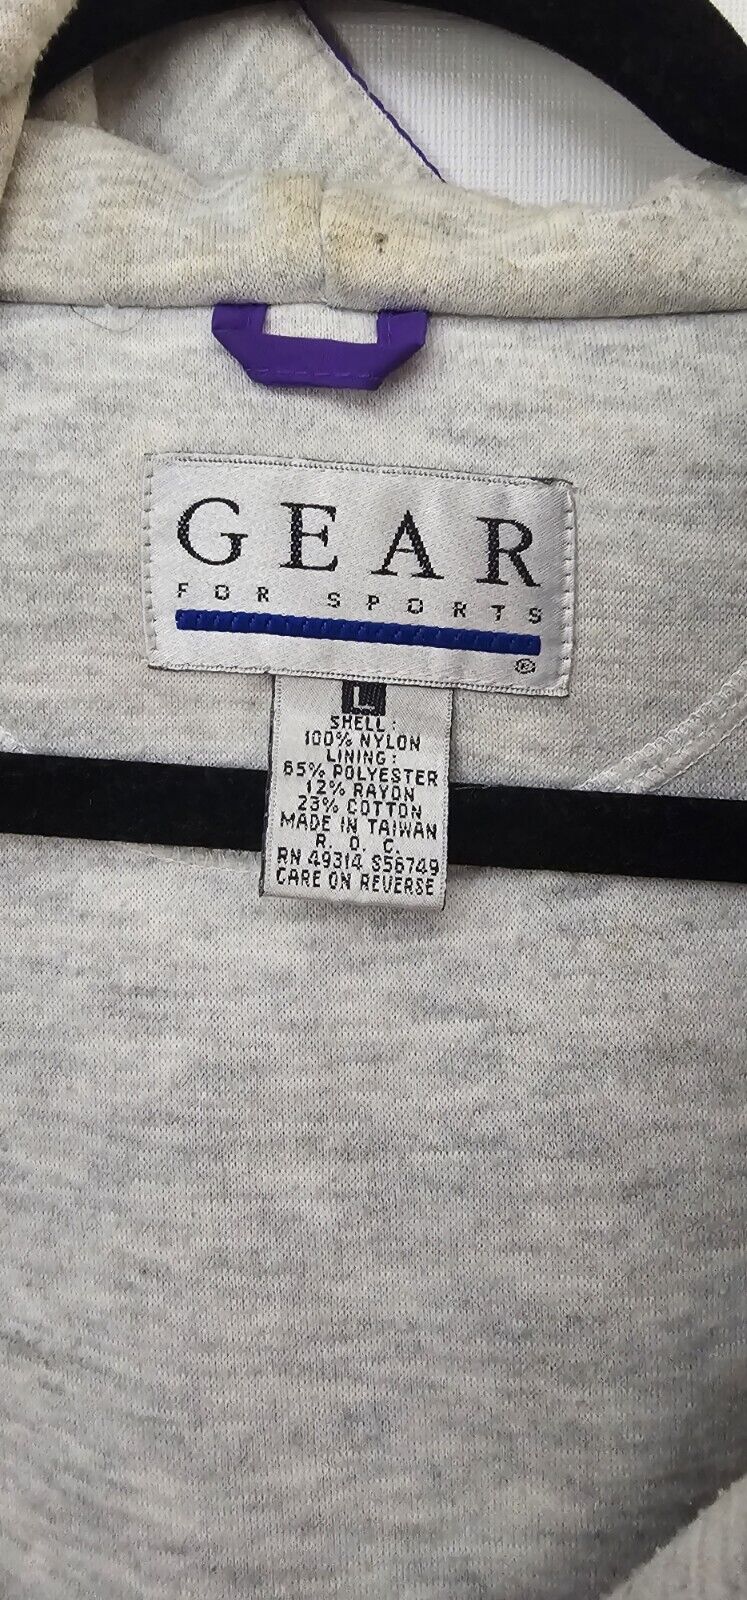 GEAR
FOR SPORTS
®
L
SHELL:
100% NYLON
LINING:
65% POLYESTER
12% RAYON
23% COTTON
MADE IN TAIWAN
R. O. C.
RN 49314 S56749
CARE ON REVERSE